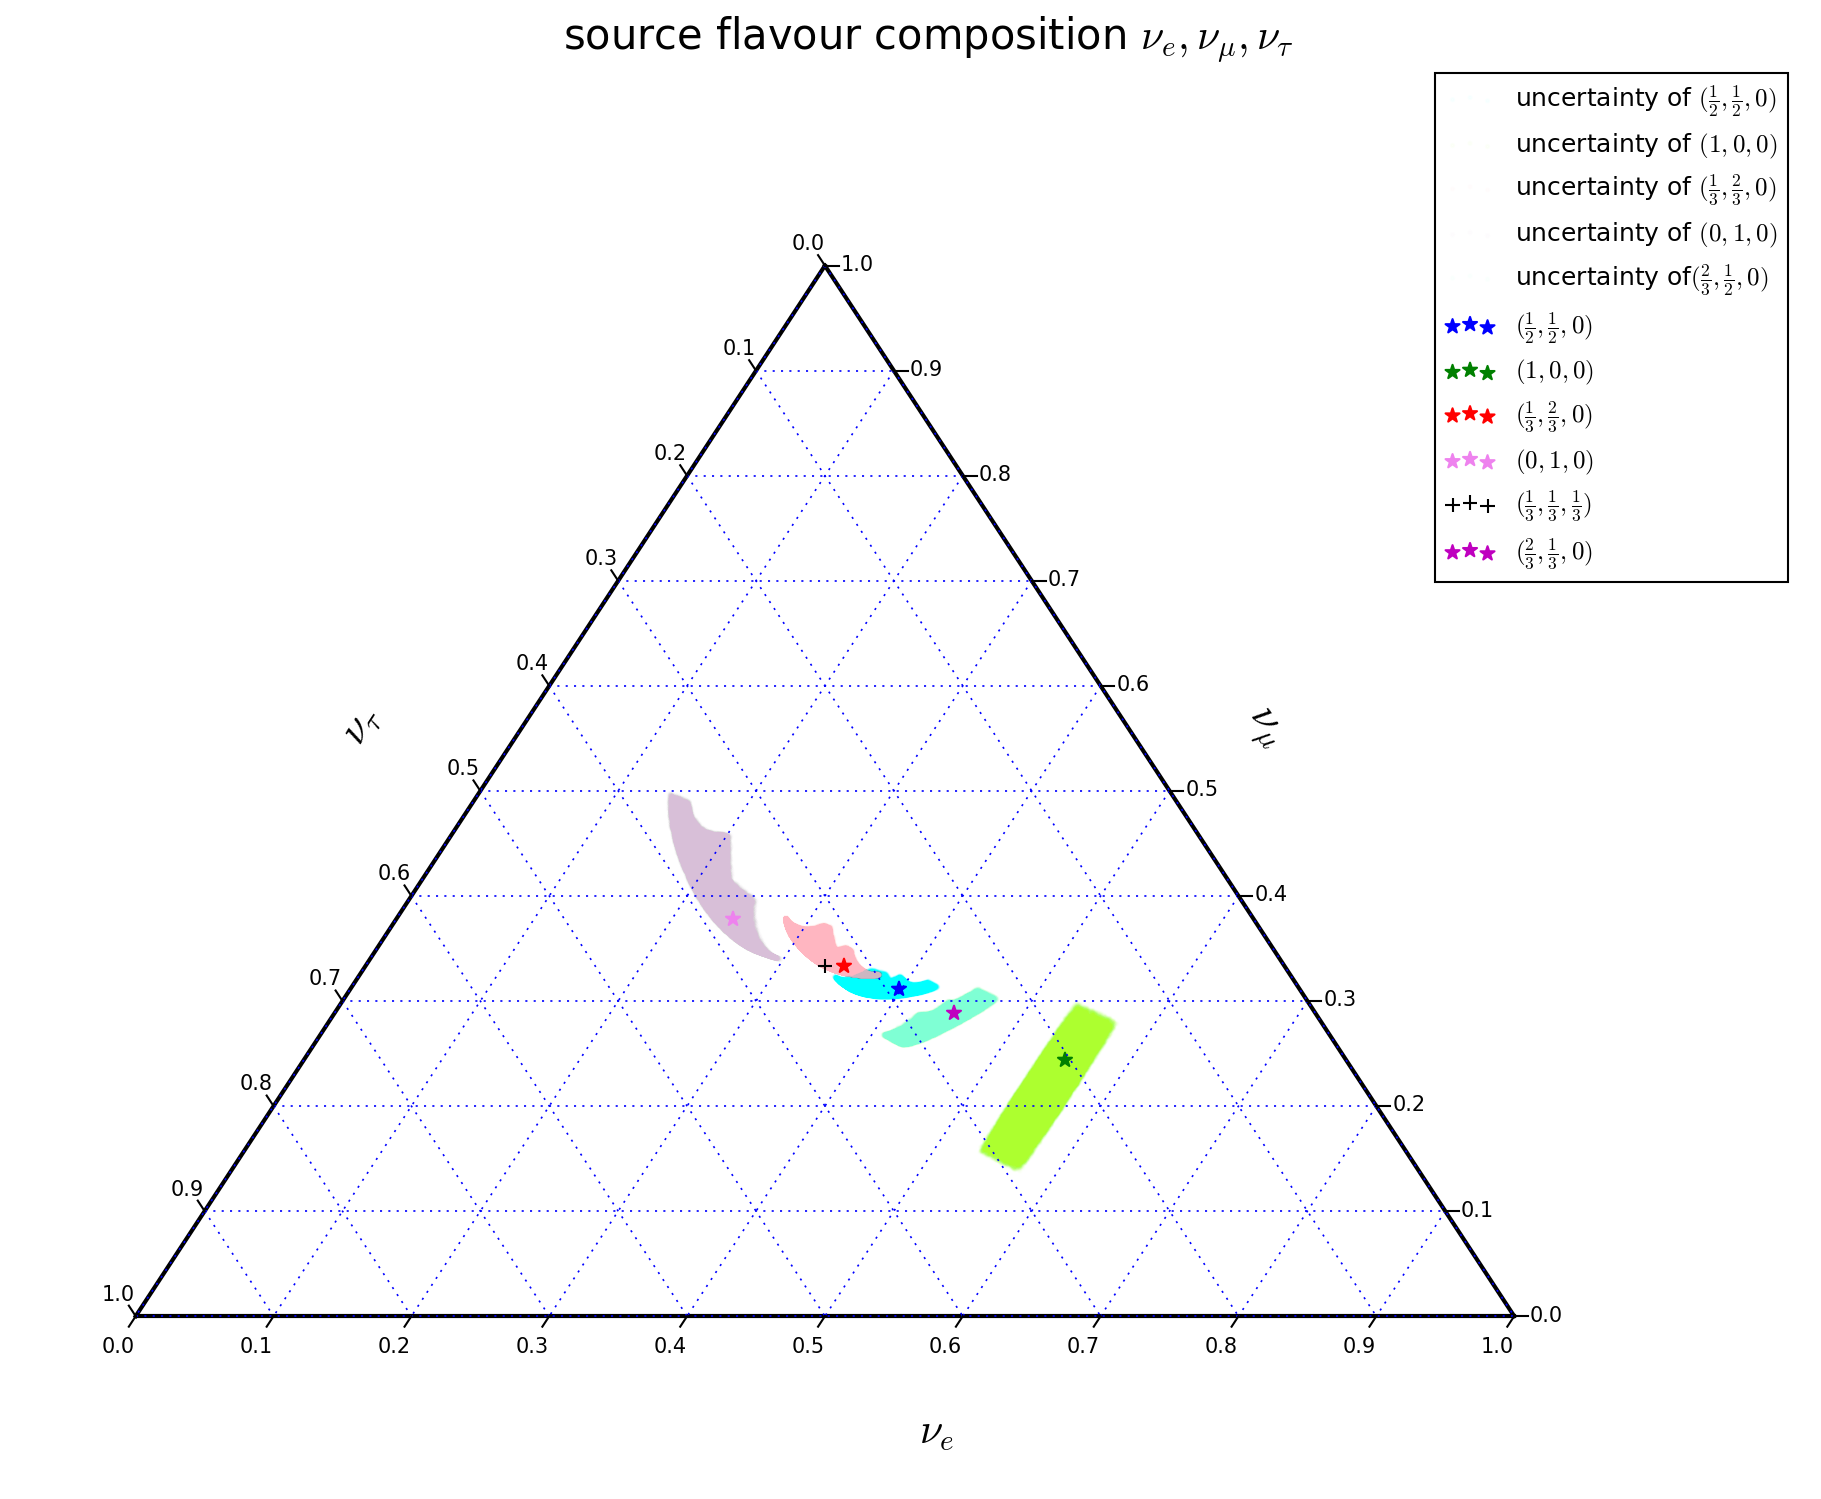 source flavour composition νₑ, ν_μ, ν_τ
uncertainty of (1/2, 1/2, 0)
uncertainty of (1, 0, 0)
uncertainty of (1/3, 2/3, 0)
uncertainty of (0, 1, 0)
uncertainty of(2/3, 1/2, 0)
(1/2, 1/2, 0)
(1, 0, 0)
(1/3, 2/3, 0)
(0, 1, 0)
(1/3, 1/3, 1/3)
(2/3, 1/3, 0)
0.0 1.0
0.1 0.9
0.2 0.8
0.3 0.7
0.4 0.6
ν_τ ν_μ
0.5 0.5
0.6 0.4
0.7 0.3
0.8 0.2
0.9 0.1
1.0 0.0
0.0 0.1 0.2 0.3 0.4 0.5 0.6 0.7 0.8 0.9 1.0
νₑ